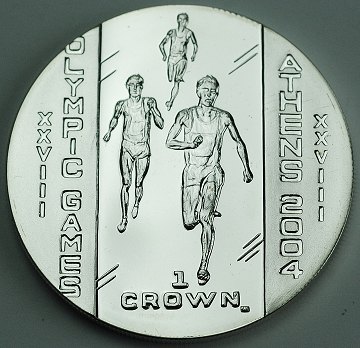 XXVIII
OLYMPIC GAMES
ATHENS 2004
XXVIII
1
CROWN